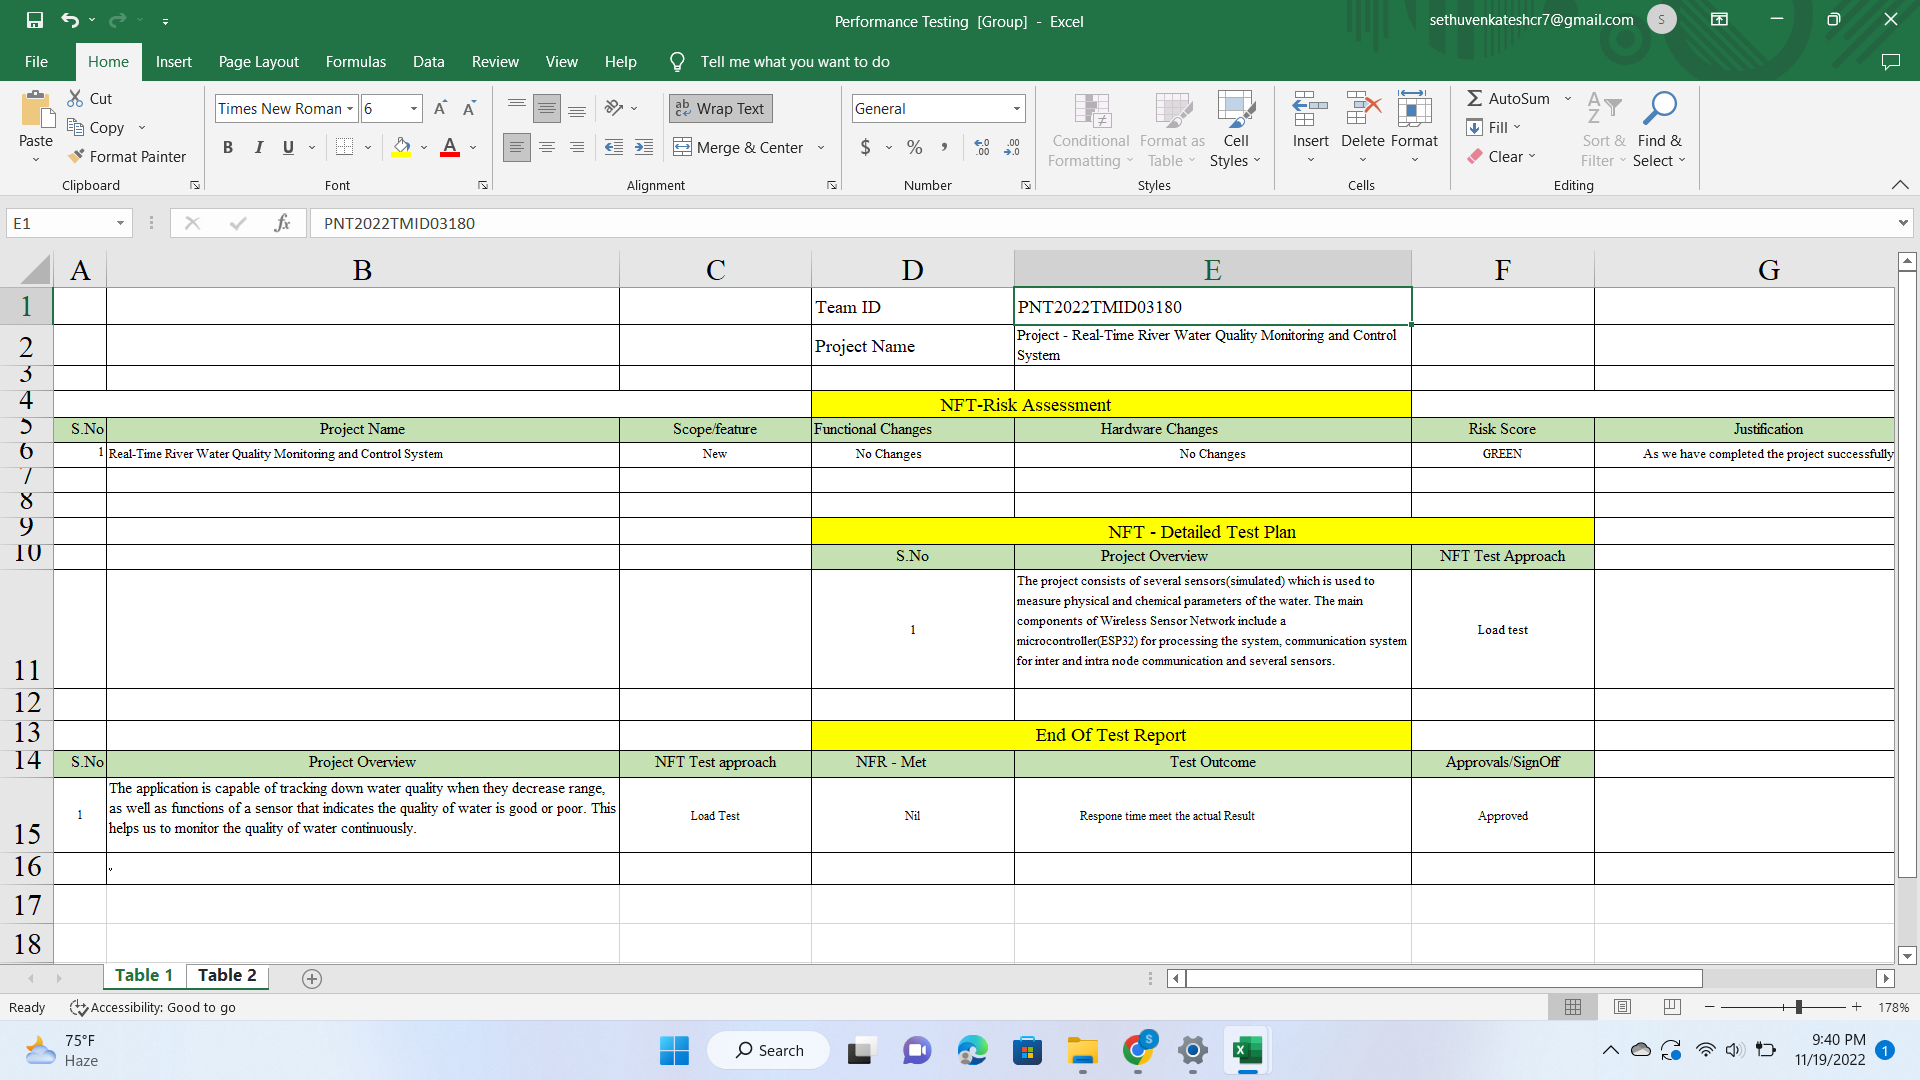 Performance Testing [Group] - Excel
sethuvenkateshcr7@gmail.com
S
File
Home
Insert
Page Layout
Formulas
Data
Review
View
Help
Tell me what you want to do
Paste
Cut
Copy
Format Painter
Clipboard
Times New Roman
6
B I U
Font
Wrap Text
Merge & Center
Alignment
General
$ % ,
Number
Conditional Formatting
Format as Table
Cell Styles
Styles
Insert
Delete
Format
Cells
AutoSum
Fill
Clear
Sort & Filter
Find & Select
Editing
E1
fx
PNT2022TMID03180
A B C D E F G
1 Team ID PNT2022TMID03180
2 Project Name Project - Real-Time River Water Quality Monitoring and Control
System
3
4 NFT-Risk Assessment
5 S.No Project Name Scope/feature Functional Changes Hardware Changes Risk Score Justification
6 1 Real-Time River Water Quality Monitoring and Control System New No Changes No Changes GREEN As we have completed the project successfully
7
8
9 NFT - Detailed Test Plan
10 S.No Project Overview NFT Test Approach
11 1
The project consists of several sensors(simulated) which is used to
measure physical and chemical parameters of the water. The main
components of Wireless Sensor Network include a
microcontroller(ESP32) for processing the system, communication system
for inter and intra node communication and several sensors.
Load test
12
13 End Of Test Report
14 S.No Project Overview NFT Test approach NFR - Met Test Outcome Approvals/SignOff
15 1
The application is capable of tracking down water quality when they decrease range,
as well as functions of a sensor that indicates the quality of water is good or poor. This
helps us to monitor the quality of water continuously.
Load Test Nil Respone time meet the actual Result Approved
16
17
18
Table 1
Table 2
Ready
Accessibility: Good to go
178%
75°F
Haze
Search
S
9:40 PM
11/19/2022
1